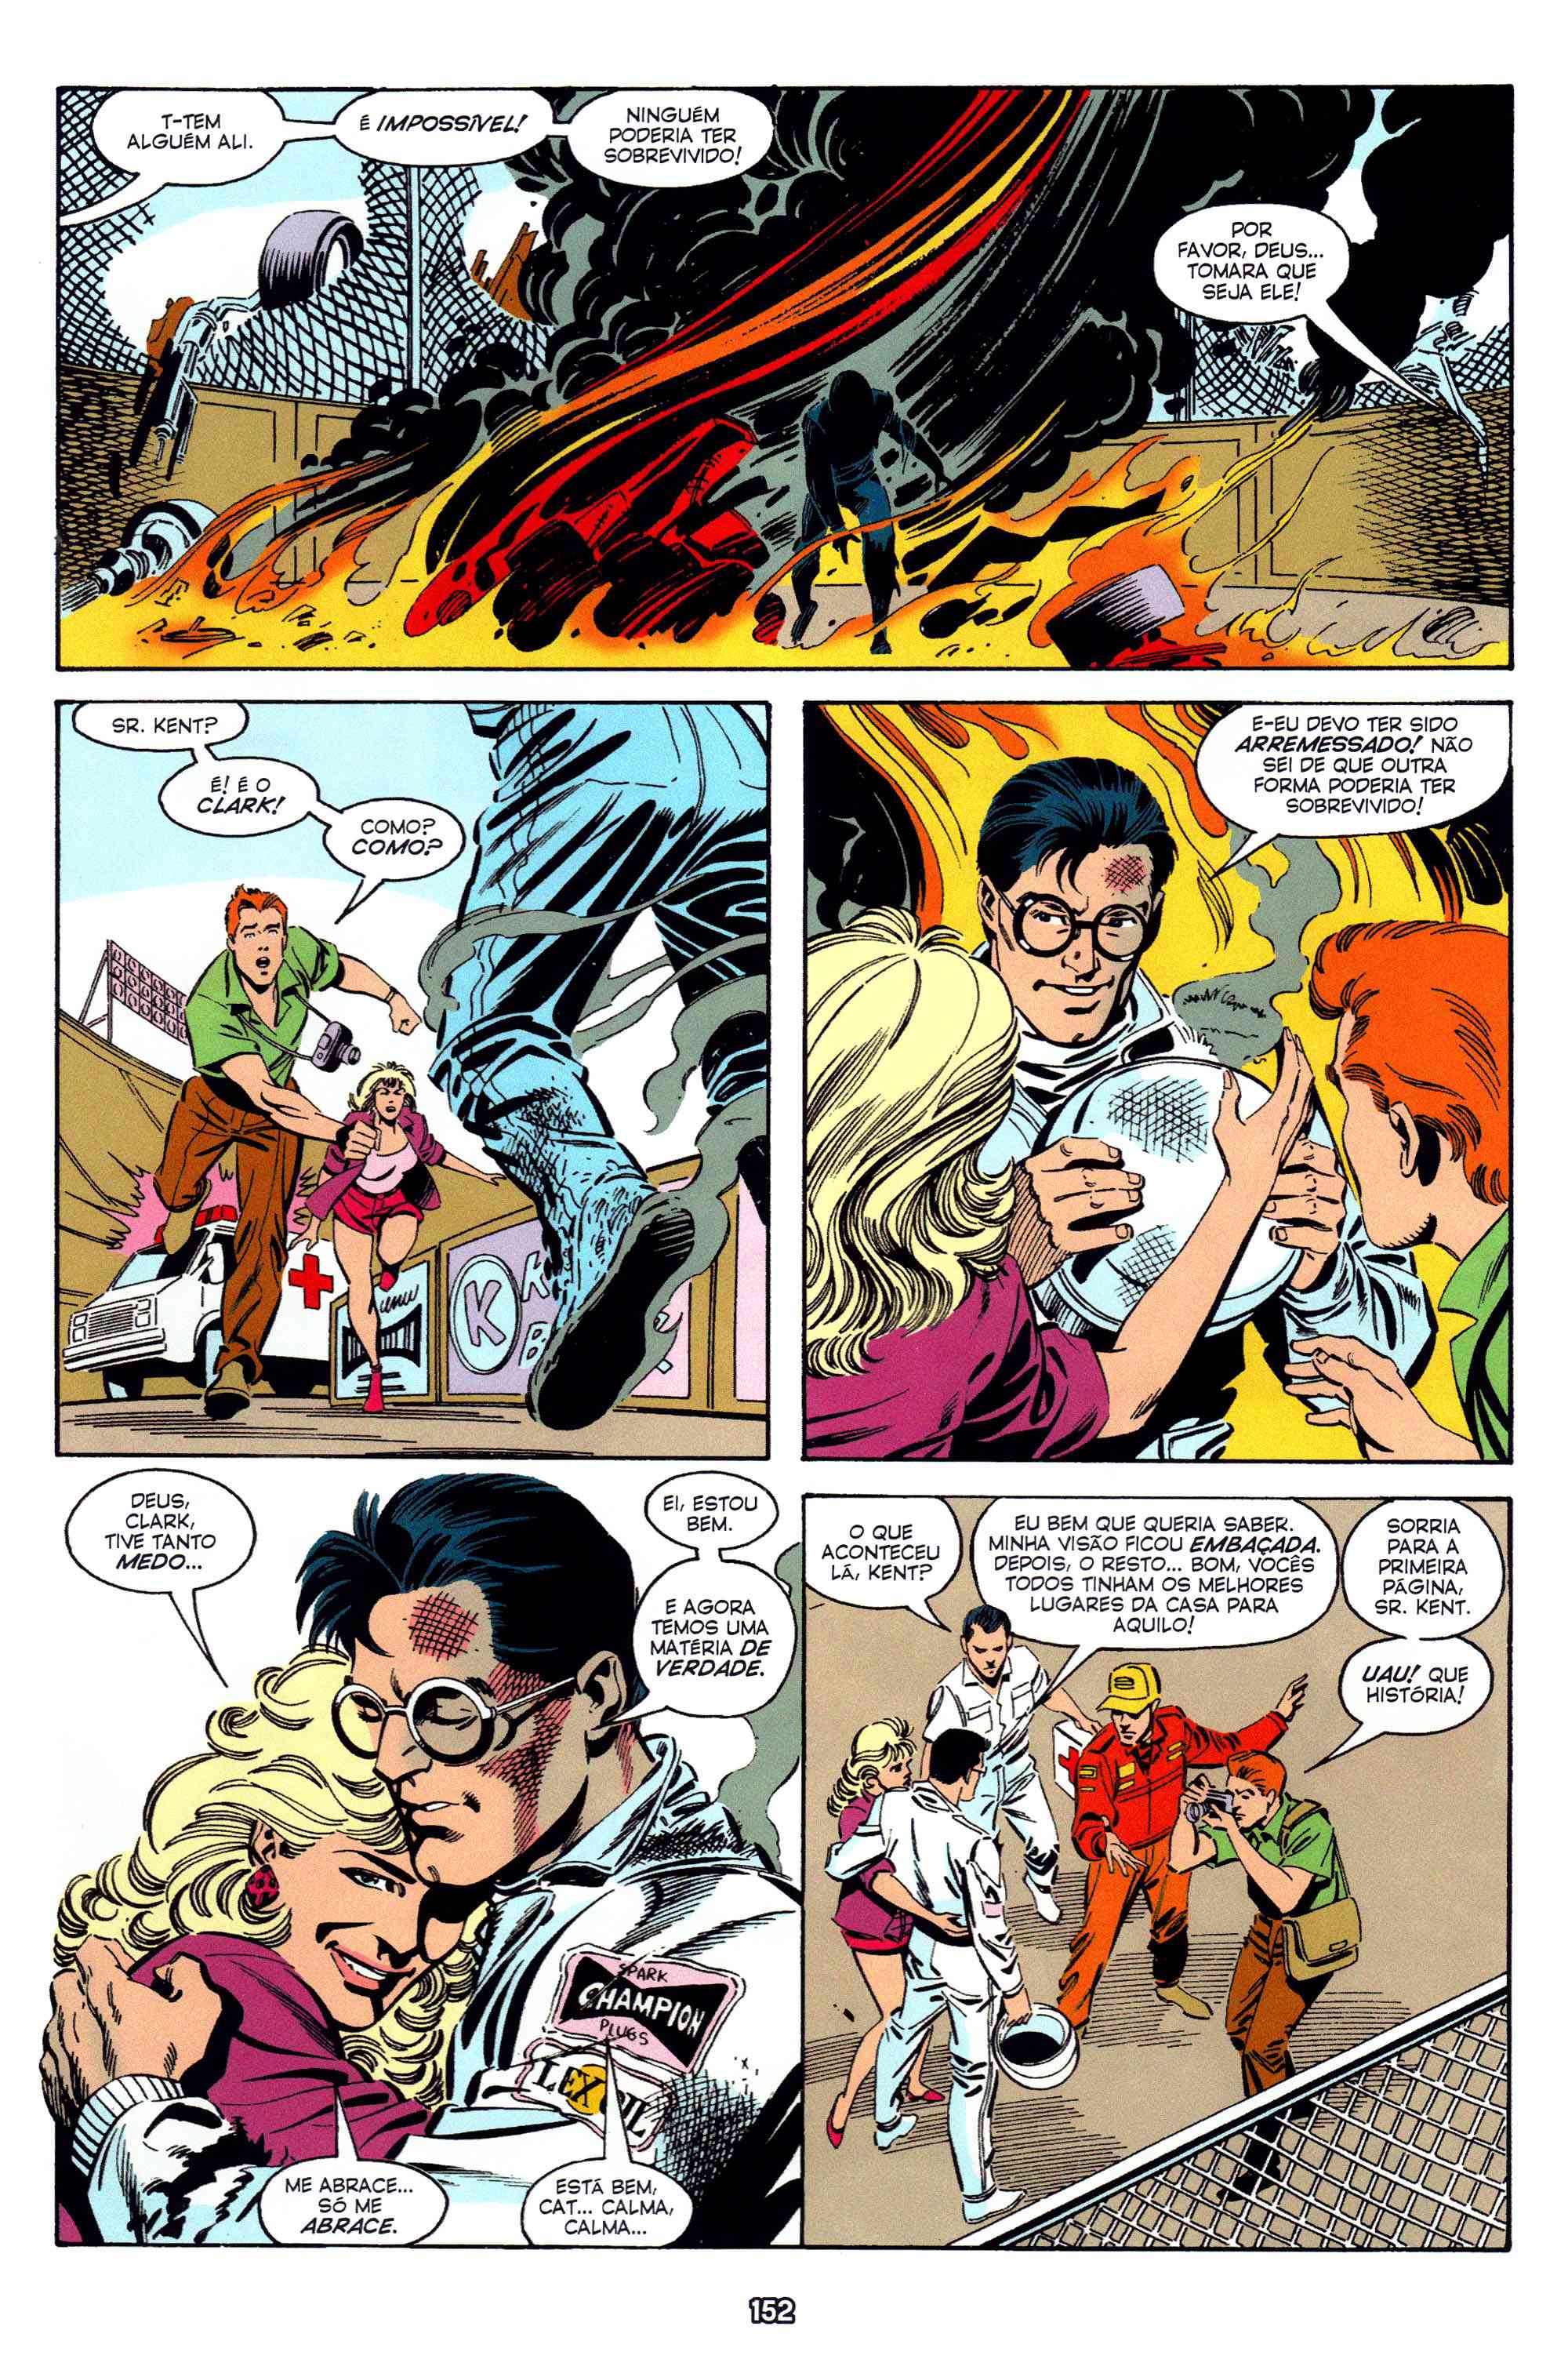 T-TEM
ALGUÉM ALI.
É IMPOSSÍVEL!
NINGUÉM
PODERIA TER
SOBREVIVIDO!
POR
FAVOR, DEUS...
TOMARA QUE
SEJA ELE!
SR. KENT?
É! É O
CLARK!
COMO?
COMO?
K
K
B
E-EU DEVO TER SIDO
ARREMESSADO! NÃO
SEI DE QUE OUTRA
FORMA PODERIA TER
SOBREVIVIDO!
DEUS,
CLARK,
TIVE TANTO
MEDO...
EI, ESTOU
BEM.
E AGORA
TEMOS UMA
MATÉRIA DE
VERDADE.
SPARK
CHAMPION
PLUGS
LEX OIL
ME ABRACE...
SÓ ME
ABRACE.
ESTÁ BEM,
CAT... CALMA,
CALMA...
O QUE
ACONTECEU
LÁ, KENT?
EU BEM QUE QUERIA SABER.
MINHA VISÃO FICOU EMBAÇADA.
DEPOIS, O RESTO... BOM, VOCÊS
TODOS TINHAM OS MELHORES
LUGARES DA CASA PARA
AQUILO!
SORRIA
PARA A
PRIMEIRA
PÁGINA,
SR. KENT.
UAU! QUE
HISTÓRIA!
152